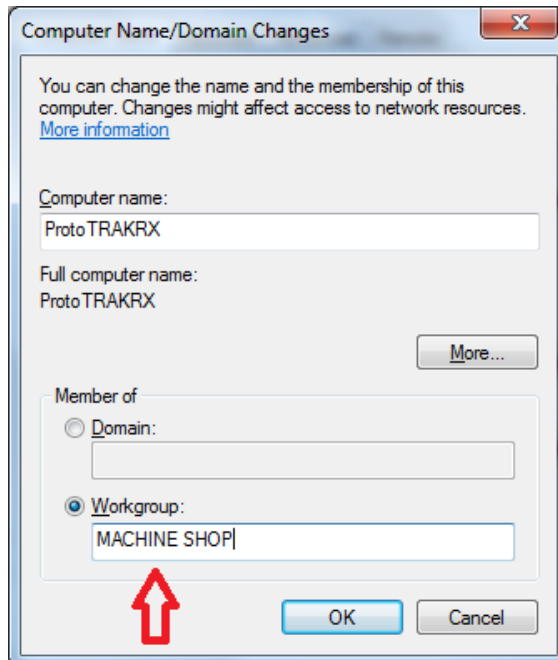 Computer Name/Domain Changes
You can change the name and the membership of this
computer. Changes might affect access to network resources.
More information
Computer name:
ProtoTRAKRX
Full computer name:
ProtoTRAKRX
More...
Member of
Domain:
Workgroup:
MACHINE SHOP
OK
Cancel